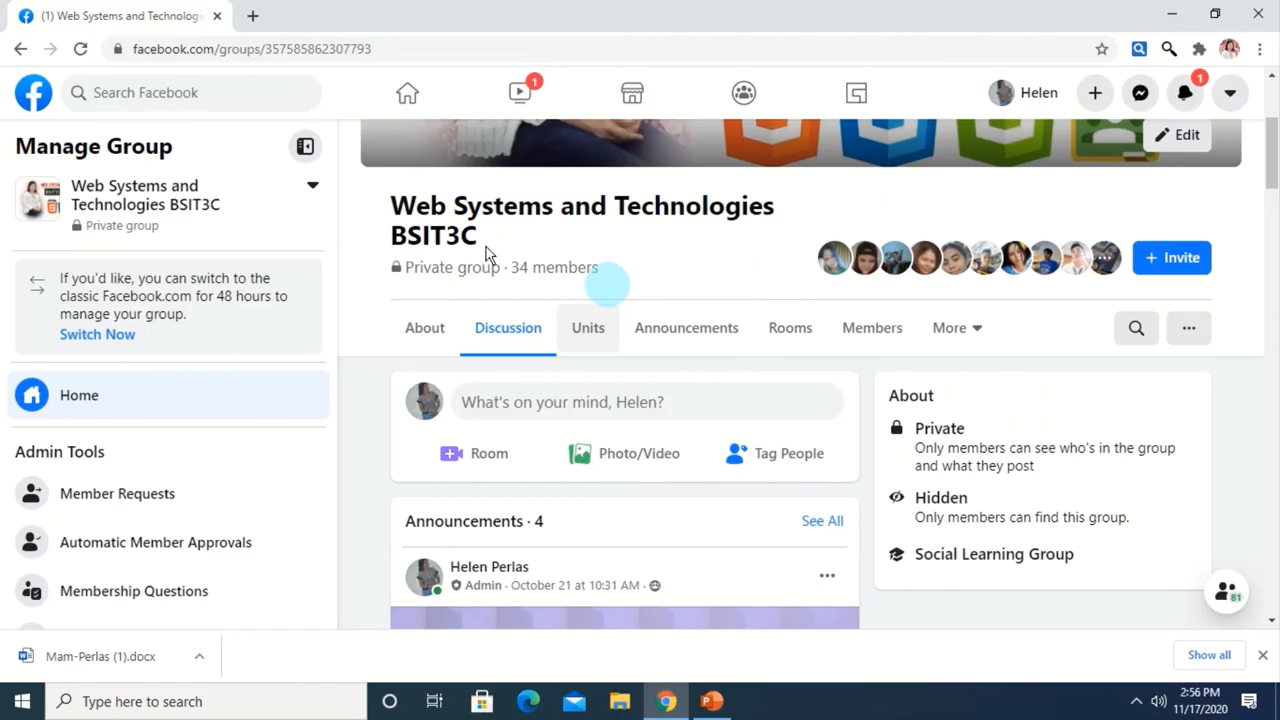 (1) Web Systems and Technologi
facebook.com/groups/357585862307793
Search Facebook
1
Helen
1
Manage Group
Web Systems and
Technologies BSIT3C
Private group
If you'd like, you can switch to the
classic Facebook.com for 48 hours to
manage your group.
Switch Now
Home
Admin Tools
Member Requests
Automatic Member Approvals
Membership Questions
Edit
Web Systems and Technologies
BSIT3C
Private group · 34 members
+ Invite
About
Discussion
Units
Announcements
Rooms
Members
More
What's on your mind, Helen?
Room
Photo/Video
Tag People
Announcements · 4
See All
Helen Perlas
Admin · October 21 at 10:31 AM ·
About
Private
Only members can see who's in the group
and what they post
Hidden
Only members can find this group.
Social Learning Group
81
Mam-Perlas (1).docx
Show all
Type here to search
2:56 PM
11/17/2020